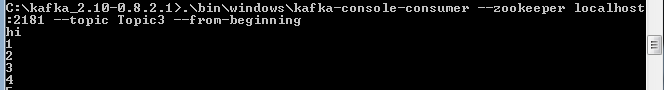 C:\kafka_2.10-0.8.2.1>.\bin\windows\kafka-console-consumer --zookeeper localhost
:2181 --topic Topic3 --from-beginning
hi
1
2
3
4